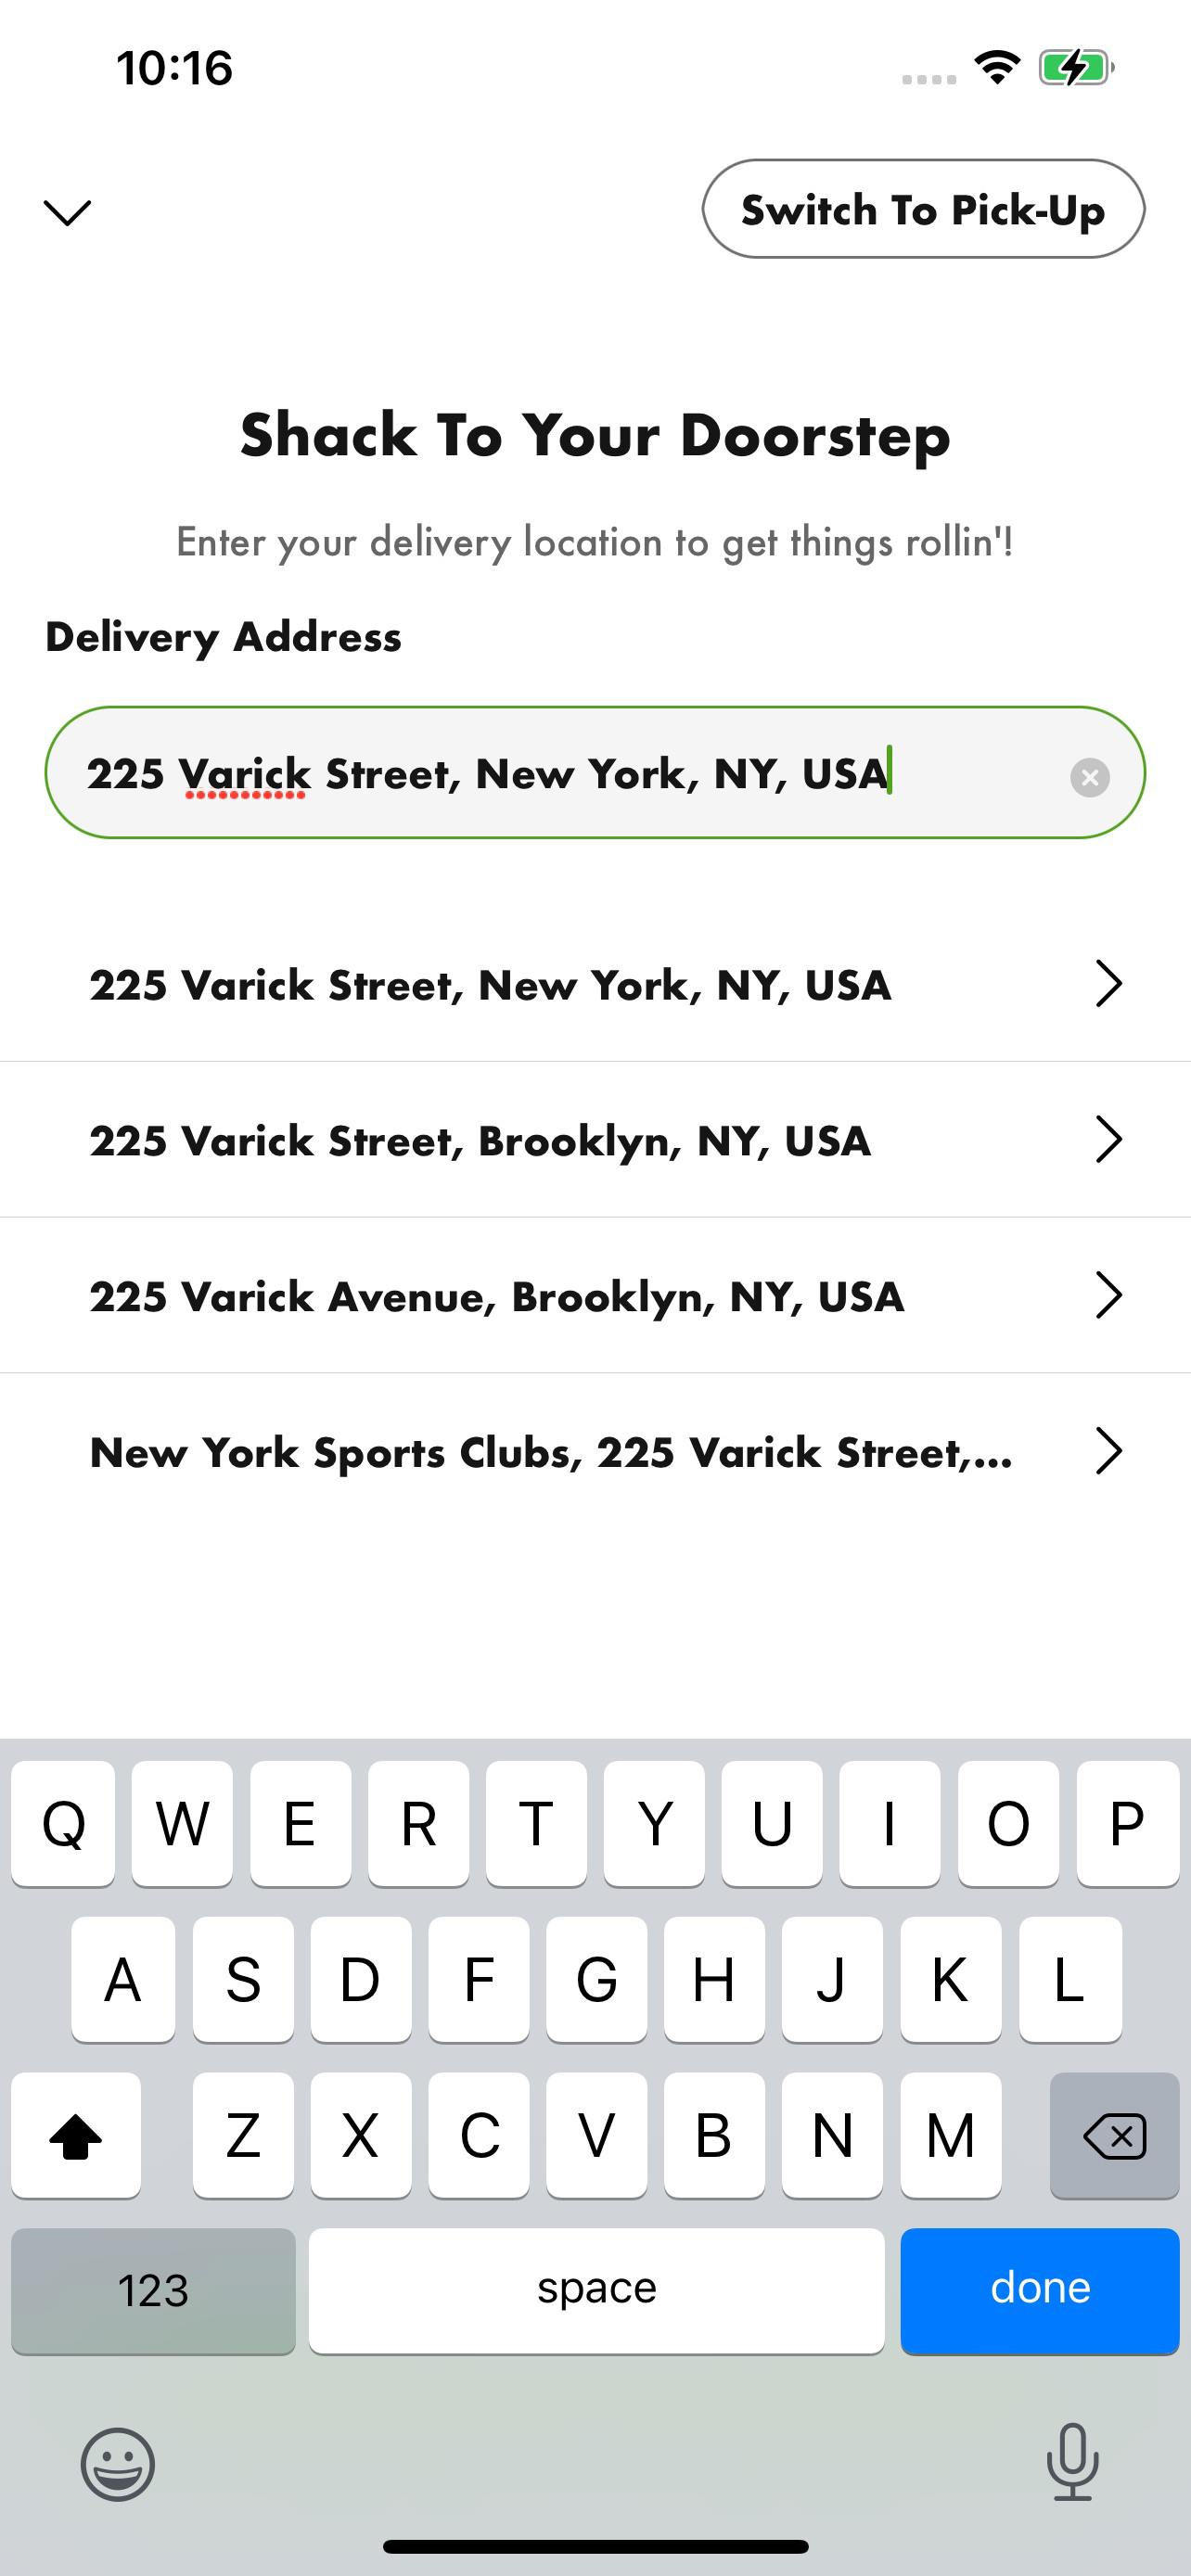 10:16
Switch To Pick-Up
Shack To Your Doorstep
Enter your delivery location to get things rollin'!
Delivery Address
225 Varick Street, New York, NY, USA
225 Varick Street, New York, NY, USA
225 Varick Street, Brooklyn, NY, USA
225 Varick Avenue, Brooklyn, NY, USA
New York Sports Clubs, 225 Varick Street,...
Q W E R T Y U I O P
A S D F G H J K L
Z X C V B N M
123 space done